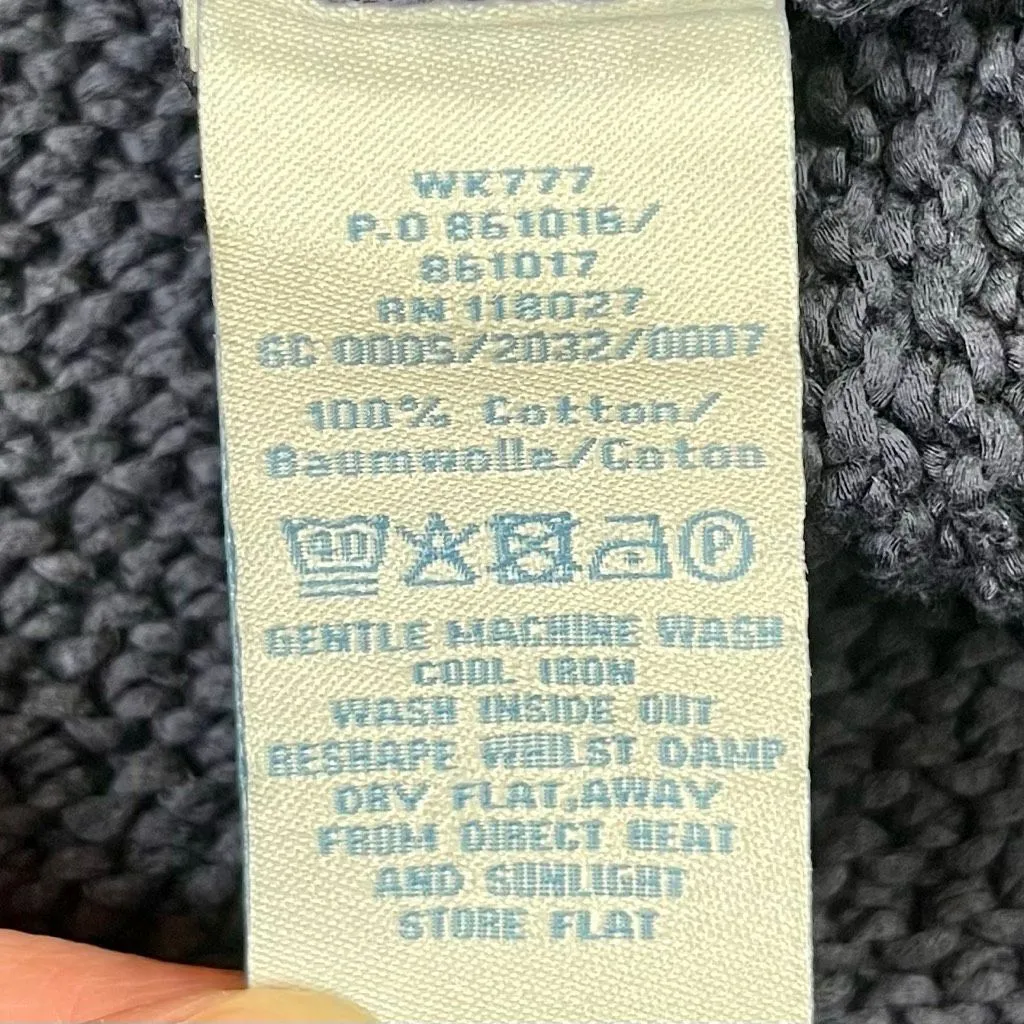 WK777
P.O 861016/
861017
RN 118027
SC 0005/2032/0007
100% Cotton/
Baumwolle/Coton
40 P
GENTLE MACHINE WASH
COOL IRON
WASH INSIDE OUT
RESHAPE WHILST DAMP
DRY FLAT,AWAY
FROM DIRECT HEAT
AND SUNLIGHT
STORE FLAT